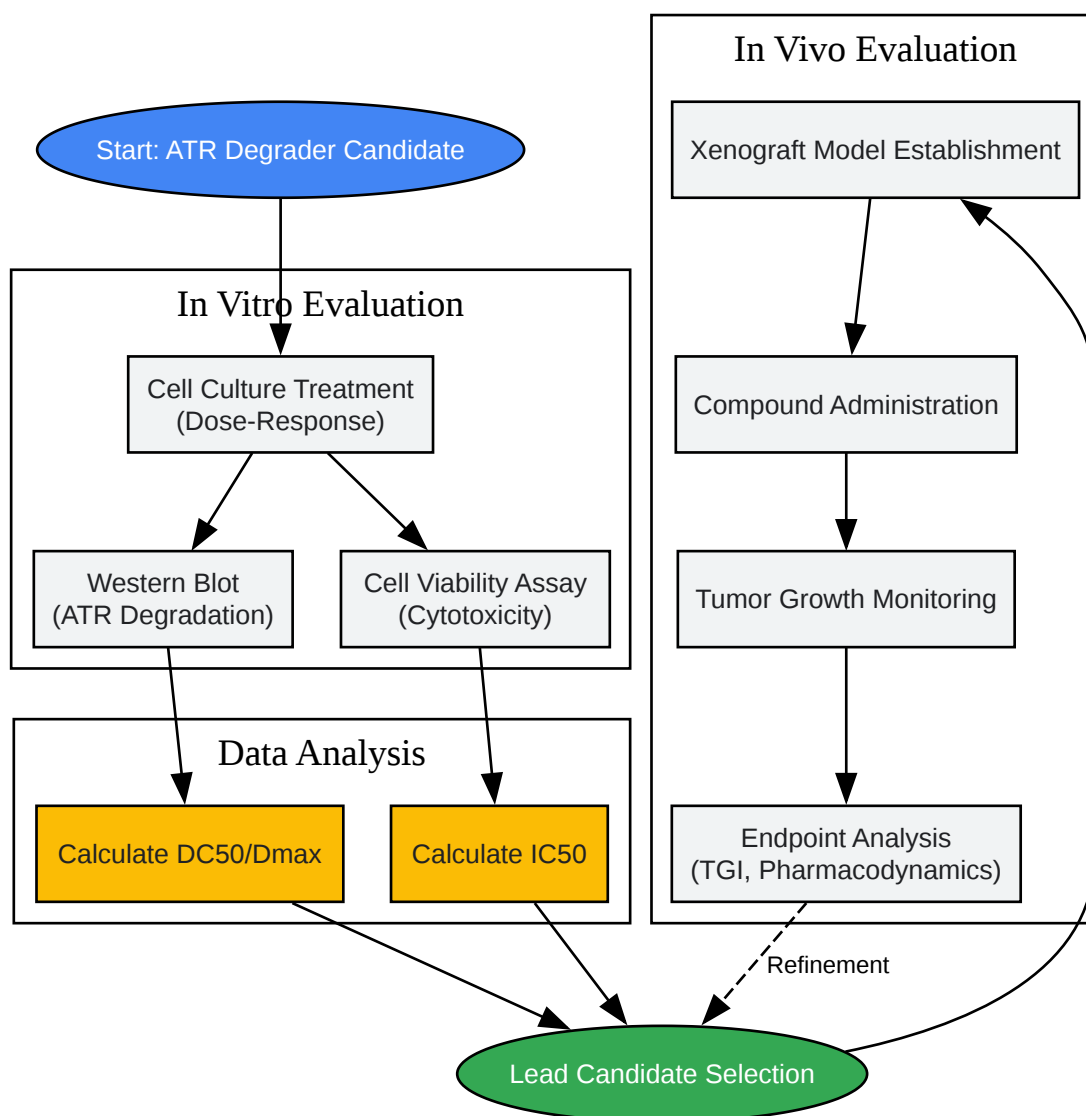 Start: ATR Degrader Candidate
In Vitro Evaluation
Cell Culture Treatment
(Dose-Response)
Western Blot
(ATR Degradation)
Cell Viability Assay
(Cytotoxicity)
Data Analysis
Calculate DC50/Dmax
Calculate IC50
In Vivo Evaluation
Xenograft Model Establishment
Compound Administration
Tumor Growth Monitoring
Endpoint Analysis
(TGI, Pharmacodynamics)
Refinement
Lead Candidate Selection